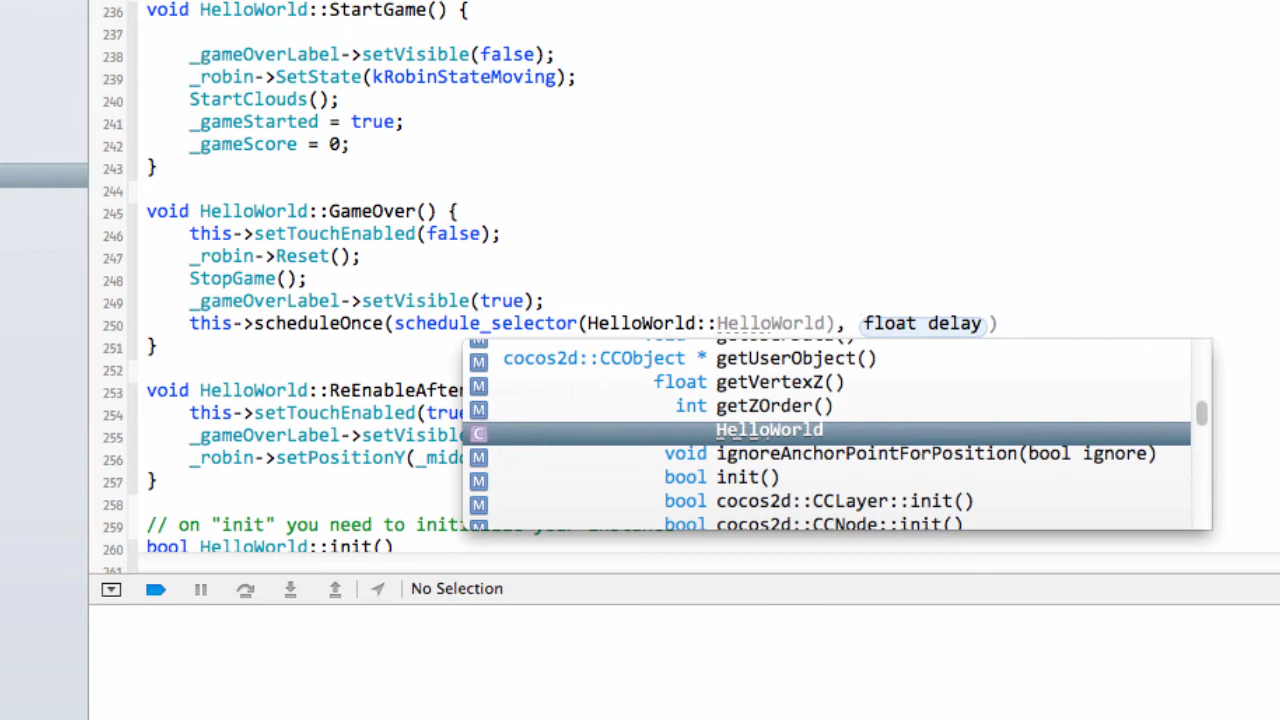 236 void HelloWorld::StartGame() {
237
238 _gameOverLabel->setVisible(false);
239 _robin->SetState(kRobinStateMoving);
240 StartClouds();
241 _gameStarted = true;
242 _gameScore = 0;
243 }
244
245 void HelloWorld::GameOver() {
246 this->setTouchEnabled(false);
247 _robin->Reset();
248 StopGame();
249 _gameOverLabel->setVisible(true);
250 this->scheduleOnce(schedule_selector(HelloWorld::HelloWorld), float delay)
251 }
252
253 void HelloWorld::ReEnableAfter
254 this->setTouchEnabled(true
255 _gameOverLabel->setVisible
256 _robin->setPositionY(_midd
257 }
258
259 // on "init" you need to init
260 bool HelloWorld::init()
261
cocos2d::CCObject * getUserObject()
float getVertexZ()
int getZOrder()
HelloWorld
void ignoreAnchorPointForPosition(bool ignore)
bool init()
bool cocos2d::CCLayer::init()
bool cocos2d::CCNode::init()
No Selection